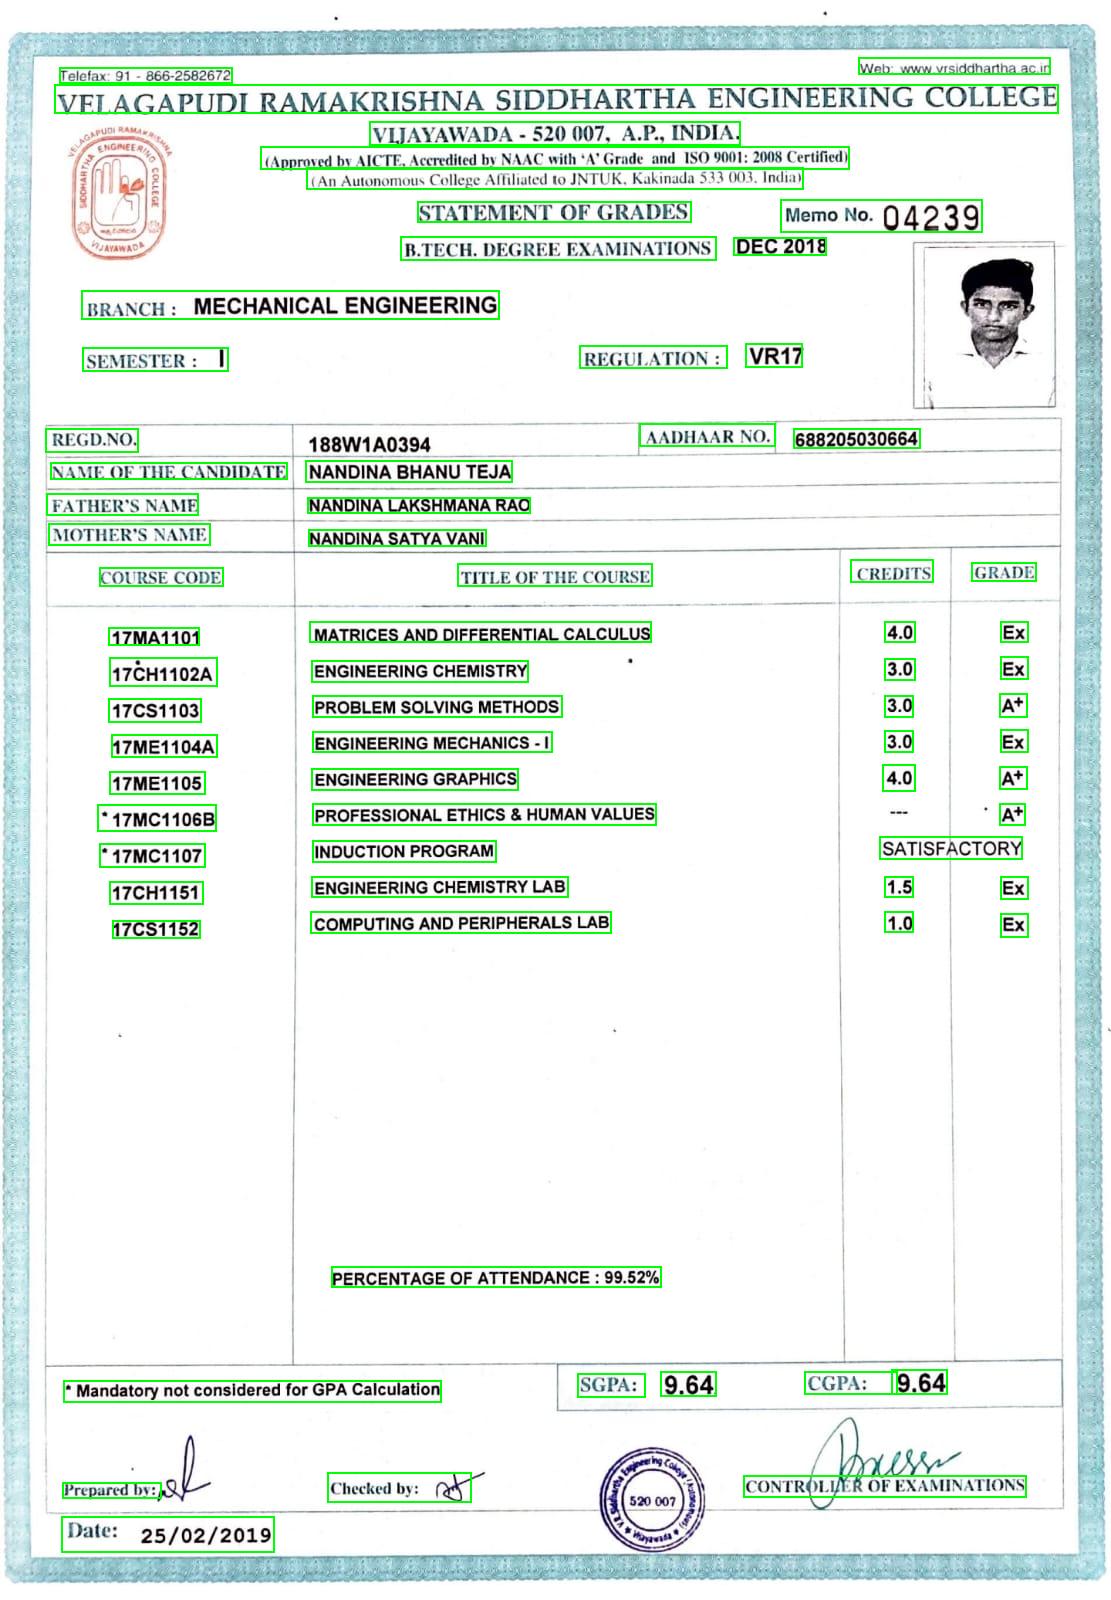 Telefax: 91 - 866-2582672
Web: www.vrsiddhartha.ac.in
VELAGAPUDI RAMAKRISHNA SIDDHARTHA ENGINEERING COLLEGE
VIJAYAWADA - 520 007, A.P., INDIA.
(Approved by AICTE, Accredited by NAAC with 'A' Grade and ISO 9001: 2008 Certified)
(An Autonomous College Affiliated to JNTUK, Kakinada 533 003, India)
VELAGAPUDI RAMAKRISHNA
SIDDHARTHA ENGINEERING COLLEGE
VIJAYAWADA
STATEMENT OF GRADES
Memo No. 04239
B.TECH. DEGREE EXAMINATIONS DEC 2018
BRANCH : MECHANICAL ENGINEERING
SEMESTER : I REGULATION : VR17
REGD.NO. 188W1A0394 AADHAAR NO. 688205030664
NAME OF THE CANDIDATE NANDINA BHANU TEJA
FATHER'S NAME NANDINA LAKSHMANA RAO
MOTHER'S NAME NANDINA SATYA VANI
COURSE CODE TITLE OF THE COURSE CREDITS GRADE
17MA1101 MATRICES AND DIFFERENTIAL CALCULUS 4.0 Ex
17CH1102A ENGINEERING CHEMISTRY 3.0 Ex
17CS1103 PROBLEM SOLVING METHODS 3.0 A+
17ME1104A ENGINEERING MECHANICS - I 3.0 Ex
17ME1105 ENGINEERING GRAPHICS 4.0 A+
* 17MC1106B PROFESSIONAL ETHICS & HUMAN VALUES --- A+
* 17MC1107 INDUCTION PROGRAM SATISFACTORY
17CH1151 ENGINEERING CHEMISTRY LAB 1.5 Ex
17CS1152 COMPUTING AND PERIPHERALS LAB 1.0 Ex
PERCENTAGE OF ATTENDANCE : 99.52%
* Mandatory not considered for GPA Calculation SGPA: 9.64 CGPA: 9.64
Prepared by: Checked by: CONTROLLER OF EXAMINATIONS
V.R.Siddhartha Engineering College (Autonomous)
520 007
Vijayawada
Date: 25/02/2019